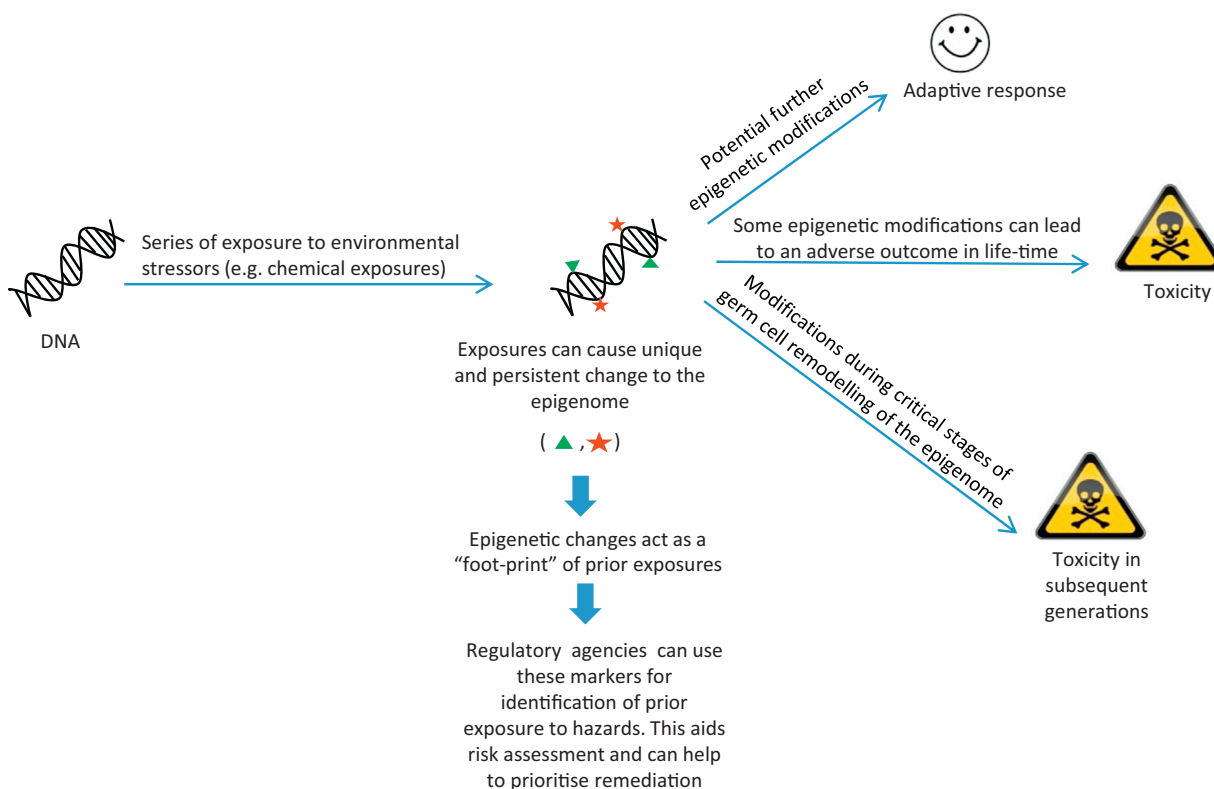 DNA
Series of exposure to environmental
stressors (e.g. chemical exposures)
Exposures can cause unique
and persistent change to the
epigenome
( , )
Epigenetic changes act as a
“foot-print” of prior exposures
Regulatory agencies can use
these markers for
identification of prior
exposure to hazards. This aids
risk assessment and can help
to prioritise remediation
Potential further
epigenetic modifications
Adaptive response
Some epigenetic modifications can lead
to an adverse outcome in life-time
Toxicity
Modifications during critical stages of
germ cell remodelling of the epigenome
Toxicity in
subsequent
generations